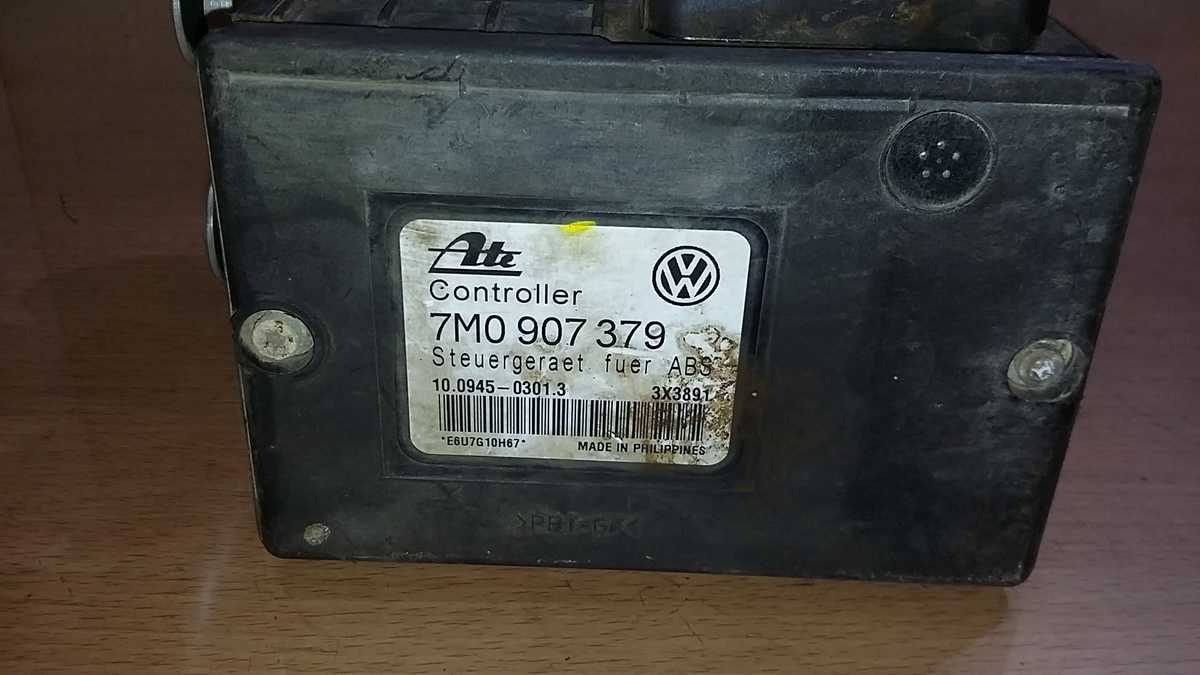 Ate
Controller
7M0 907 379
Steuergeraet fuer ABS
10.0945-0301.3 3X3891
*E6U7G10H67* MADE IN PHILIPPINES